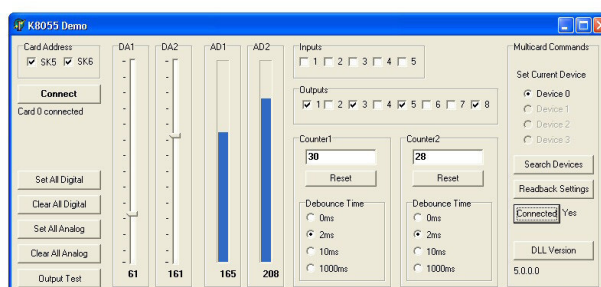 K8055 Demo
Card Address
SK5 SK6
Connect
Card 0 connected
Set All Digital
Clear All Digital
Set All Analog
Clear All Analog
Output Test
DA1
61
DA2
161
AD1
165
AD2
208
Inputs
1 2 3 4 5
Outputs
1 2 3 4 5 6 7 8
Counter1
30
Reset
Debounce Time
0ms
2ms
10ms
1000ms
Counter2
28
Reset
Debounce Time
0ms
2ms
10ms
1000ms
Multicard Commands
Set Current Device
Device 0
Device 1
Device 2
Device 3
Search Devices
Readback Settings
Connected Yes
DLL Version
5.0.0.0